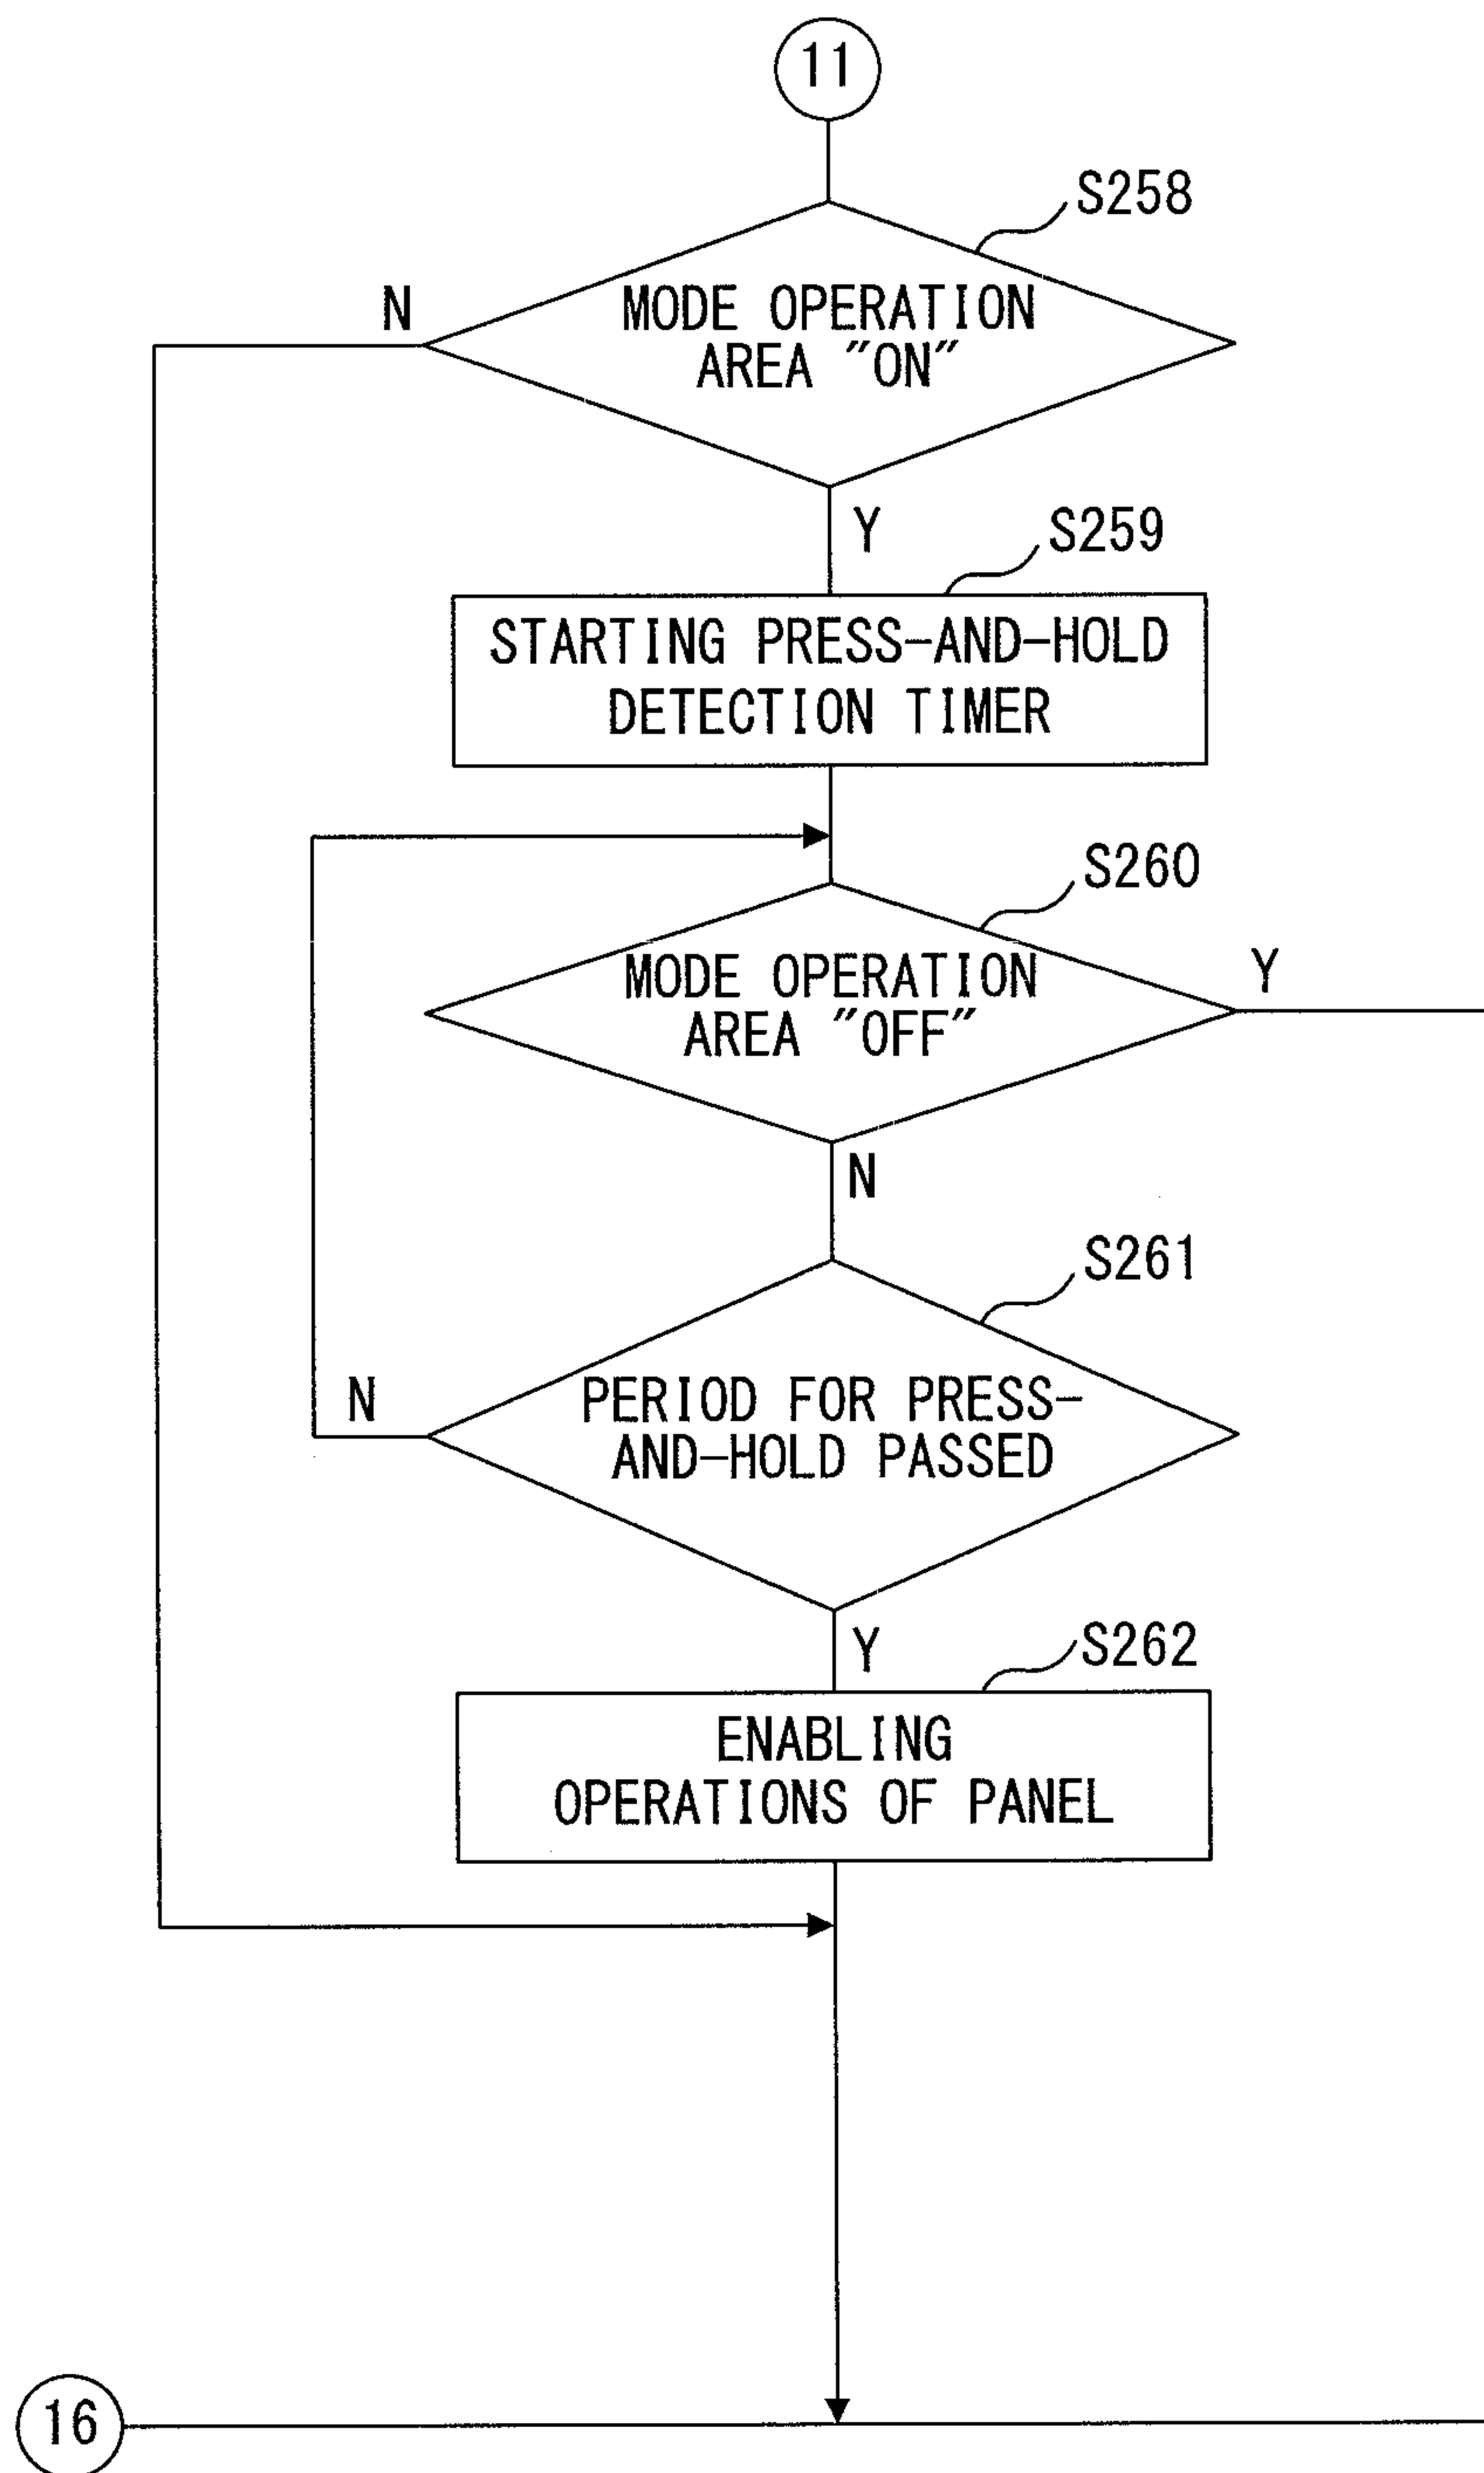 11
S258
N
MODE OPERATION
AREA "ON"
Y
S259
STARTING PRESS-AND-HOLD
DETECTION TIMER
S260
MODE OPERATION
AREA "OFF"
Y
N
S261
N
PERIOD FOR PRESS-
AND-HOLD PASSED
Y
S262
ENABLING
OPERATIONS OF PANEL
16